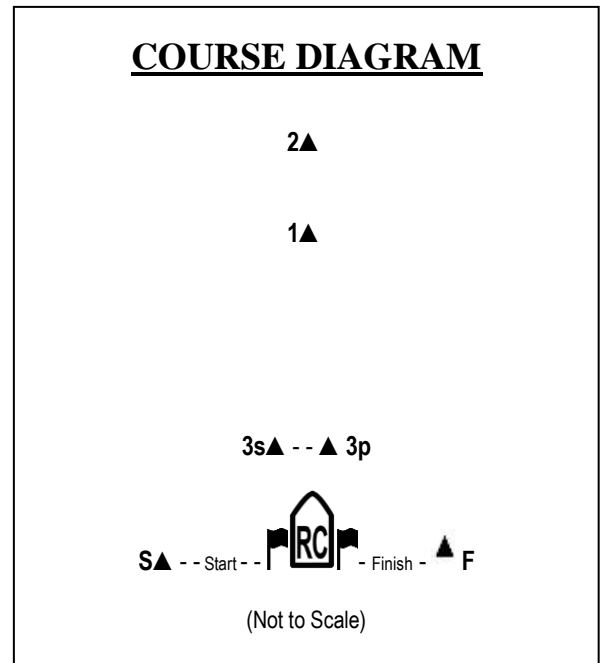 COURSE DIAGRAM
2▲
1▲
3s▲ - - ▲ 3p
RC
S▲ - - Start - - - Finish - ▲ F
(Not to Scale)